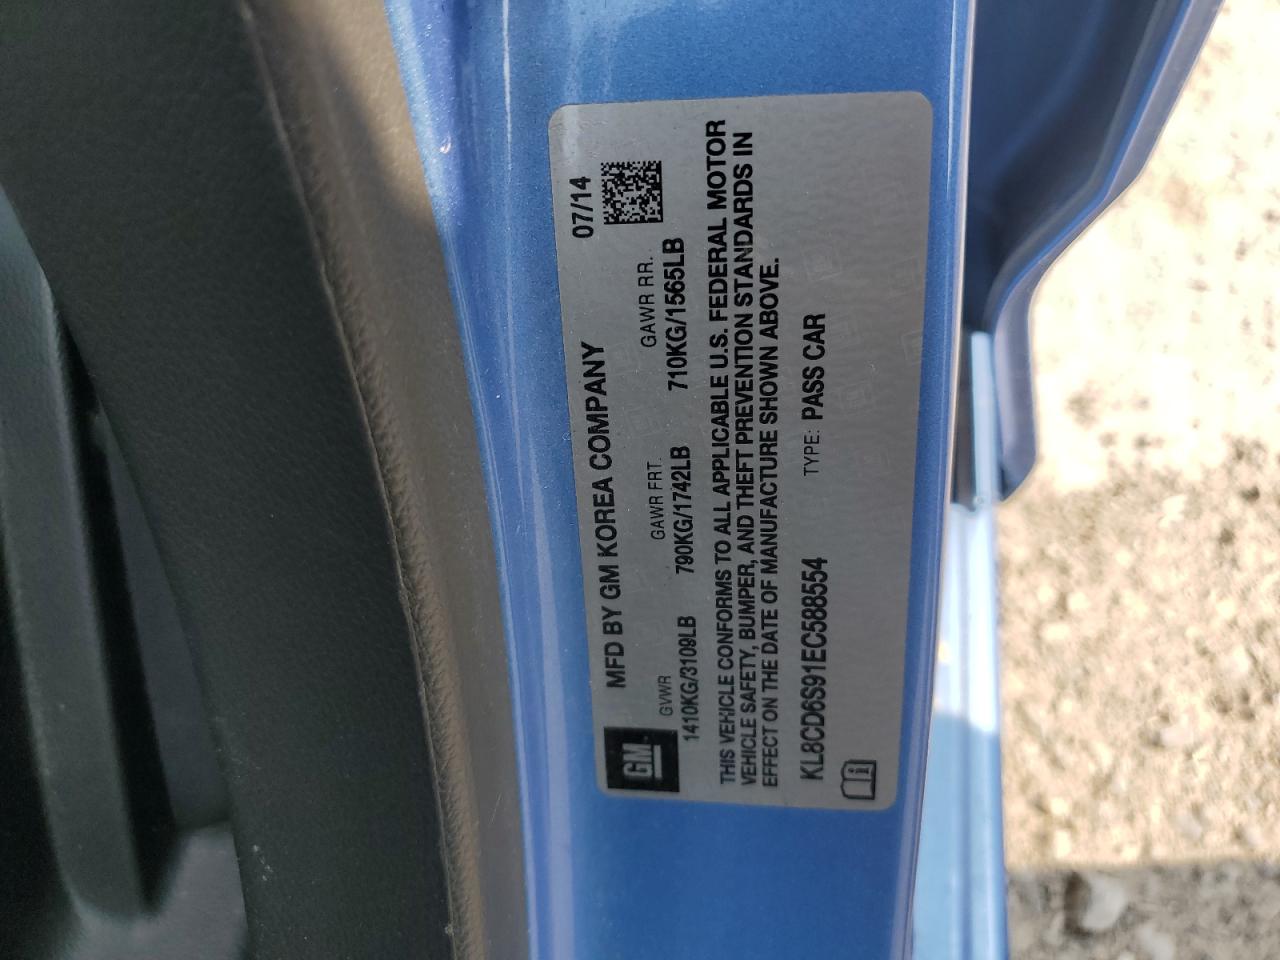 07/14
MFD BY GM KOREA COMPANY
GVWR GAWR FRT. GAWR RR.
1410KG/3109LB 790KG/1742LB 710KG/1565LB
THIS VEHICLE CONFORMS TO ALL APPLICABLE U.S. FEDERAL MOTOR
VEHICLE SAFETY, BUMPER, AND THEFT PREVENTION STANDARDS IN
EFFECT ON THE DATE OF MANUFACTURE SHOWN ABOVE.
KL8CD6S91EC588554 TYPE: PASS CAR
GM